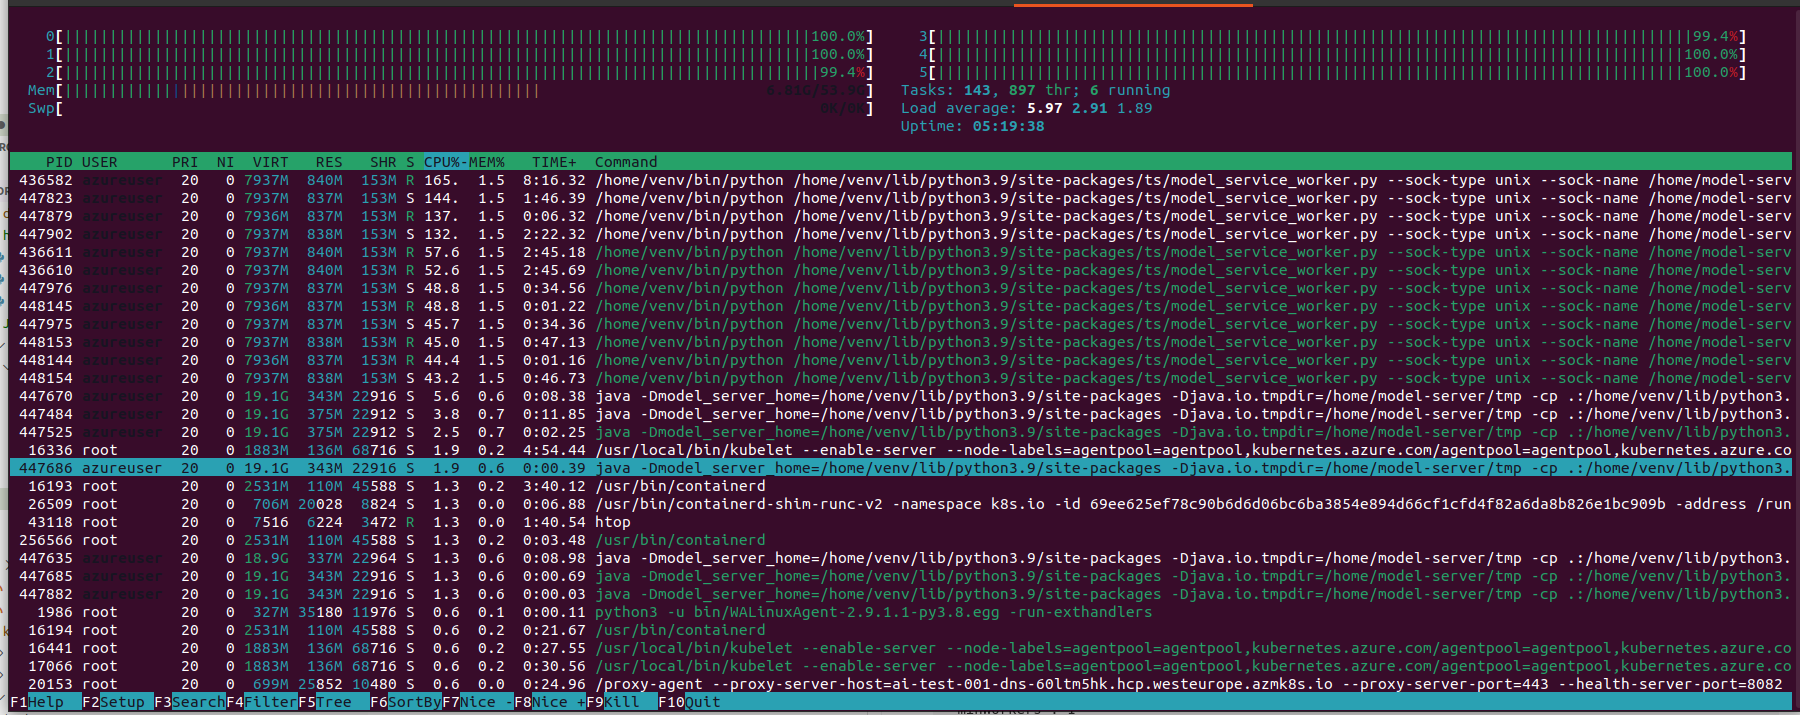 0[100.0%]
1[100.0%]
2[99.4%]
Mem[6.81G/53.9G]
Swp[0K/0K]
3[99.4%]
4[100.0%]
5[100.0%]
Tasks: 143, 897 thr; 6 running
Load average: 5.97 2.91 1.89
Uptime: 05:19:38
PID USER PRI NI VIRT RES SHR S CPU%-MEM% TIME+ Command
436582 azureuser 20 0 7937M 840M 153M R 165. 1.5 8:16.32 /home/venv/bin/python /home/venv/lib/python3.9/site-packages/ts/model_service_worker.py --sock-type unix --sock-name /home/model-serv
447823 azureuser 20 0 7937M 837M 153M S 144. 1.5 1:46.39 /home/venv/bin/python /home/venv/lib/python3.9/site-packages/ts/model_service_worker.py --sock-type unix --sock-name /home/model-serv
447879 azureuser 20 0 7936M 837M 153M R 137. 1.5 0:06.32 /home/venv/bin/python /home/venv/lib/python3.9/site-packages/ts/model_service_worker.py --sock-type unix --sock-name /home/model-serv
447902 azureuser 20 0 7937M 838M 153M S 132. 1.5 2:22.32 /home/venv/bin/python /home/venv/lib/python3.9/site-packages/ts/model_service_worker.py --sock-type unix --sock-name /home/model-serv
436611 azureuser 20 0 7937M 840M 153M R 57.6 1.5 2:45.18 /home/venv/bin/python /home/venv/lib/python3.9/site-packages/ts/model_service_worker.py --sock-type unix --sock-name /home/model-serv
436610 azureuser 20 0 7937M 840M 153M R 52.6 1.5 2:45.69 /home/venv/bin/python /home/venv/lib/python3.9/site-packages/ts/model_service_worker.py --sock-type unix --sock-name /home/model-serv
447976 azureuser 20 0 7937M 837M 153M S 48.8 1.5 0:34.56 /home/venv/bin/python /home/venv/lib/python3.9/site-packages/ts/model_service_worker.py --sock-type unix --sock-name /home/model-serv
448145 azureuser 20 0 7936M 837M 153M R 48.8 1.5 0:01.22 /home/venv/bin/python /home/venv/lib/python3.9/site-packages/ts/model_service_worker.py --sock-type unix --sock-name /home/model-serv
447975 azureuser 20 0 7937M 837M 153M S 45.7 1.5 0:34.36 /home/venv/bin/python /home/venv/lib/python3.9/site-packages/ts/model_service_worker.py --sock-type unix --sock-name /home/model-serv
448153 azureuser 20 0 7937M 838M 153M R 45.0 1.5 0:47.13 /home/venv/bin/python /home/venv/lib/python3.9/site-packages/ts/model_service_worker.py --sock-type unix --sock-name /home/model-serv
448144 azureuser 20 0 7936M 837M 153M R 44.4 1.5 0:01.16 /home/venv/bin/python /home/venv/lib/python3.9/site-packages/ts/model_service_worker.py --sock-type unix --sock-name /home/model-serv
448154 azureuser 20 0 7937M 838M 153M S 43.2 1.5 0:46.73 /home/venv/bin/python /home/venv/lib/python3.9/site-packages/ts/model_service_worker.py --sock-type unix --sock-name /home/model-serv
447670 azureuser 20 0 19.1G 343M 22916 S 5.6 0.6 0:08.38 java -Dmodel_server_home=/home/venv/lib/python3.9/site-packages -Djava.io.tmpdir=/home/model-server/tmp -cp .:/home/venv/lib/python3.
447484 azureuser 20 0 19.1G 375M 22912 S 3.8 0.7 0:11.85 java -Dmodel_server_home=/home/venv/lib/python3.9/site-packages -Djava.io.tmpdir=/home/model-server/tmp -cp .:/home/venv/lib/python3.
447525 azureuser 20 0 19.1G 375M 22912 S 2.5 0.7 0:02.25 java -Dmodel_server_home=/home/venv/lib/python3.9/site-packages -Djava.io.tmpdir=/home/model-server/tmp -cp .:/home/venv/lib/python3.
16336 root 20 0 1883M 136M 68716 S 1.9 0.2 4:54.44 /usr/local/bin/kubelet --enable-server --node-labels=agentpool=agentpool,kubernetes.azure.com/agentpool=agentpool,kubernetes.azure.co
447686 azureuser 20 0 19.1G 343M 22916 S 1.9 0.6 0:00.39 java -Dmodel_server_home=/home/venv/lib/python3.9/site-packages -Djava.io.tmpdir=/home/model-server/tmp -cp .:/home/venv/lib/python3.
16193 root 20 0 2531M 110M 45588 S 1.3 0.2 3:40.12 /usr/bin/containerd
26509 root 20 0 706M 20028 8824 S 1.3 0.0 0:06.88 /usr/bin/containerd-shim-runc-v2 -namespace k8s.io -id 69ee625ef78c90b6d6d06bc6ba3854e894d66cf1cfd4f82a6da8b826e1bc909b -address /run
43118 root 20 0 7516 6224 3472 R 1.3 0.0 1:40.54 htop
256566 root 20 0 2531M 110M 45588 S 1.3 0.2 0:03.48 /usr/bin/containerd
447635 azureuser 20 0 18.9G 337M 22964 S 1.3 0.6 0:08.98 java -Dmodel_server_home=/home/venv/lib/python3.9/site-packages -Djava.io.tmpdir=/home/model-server/tmp -cp .:/home/venv/lib/python3.
447685 azureuser 20 0 19.1G 343M 22916 S 1.3 0.6 0:00.69 java -Dmodel_server_home=/home/venv/lib/python3.9/site-packages -Djava.io.tmpdir=/home/model-server/tmp -cp .:/home/venv/lib/python3.
447882 azureuser 20 0 19.1G 343M 22916 S 1.3 0.6 0:00.03 java -Dmodel_server_home=/home/venv/lib/python3.9/site-packages -Djava.io.tmpdir=/home/model-server/tmp -cp .:/home/venv/lib/python3.
1986 root 20 0 327M 35180 11976 S 0.6 0.1 0:00.11 python3 -u bin/WALinuxAgent-2.9.1.1-py3.8.egg -run-exthandlers
16194 root 20 0 2531M 110M 45588 S 0.6 0.2 0:21.67 /usr/bin/containerd
16441 root 20 0 1883M 136M 68716 S 0.6 0.2 0:27.55 /usr/local/bin/kubelet --enable-server --node-labels=agentpool=agentpool,kubernetes.azure.com/agentpool=agentpool,kubernetes.azure.co
17066 root 20 0 1883M 136M 68716 S 0.6 0.2 0:30.56 /usr/local/bin/kubelet --enable-server --node-labels=agentpool=agentpool,kubernetes.azure.com/agentpool=agentpool,kubernetes.azure.co
20153 root 20 0 699M 25852 10480 S 0.6 0.0 0:24.96 /proxy-agent --proxy-server-host=ai-test-001-dns-60ltm5hk.hcp.westeurope.azmk8s.io --proxy-server-port=443 --health-server-port=8082
F1Help F2Setup F3SearchF4FilterF5Tree F6SortByF7Nice -F8Nice +F9Kill F10Quit